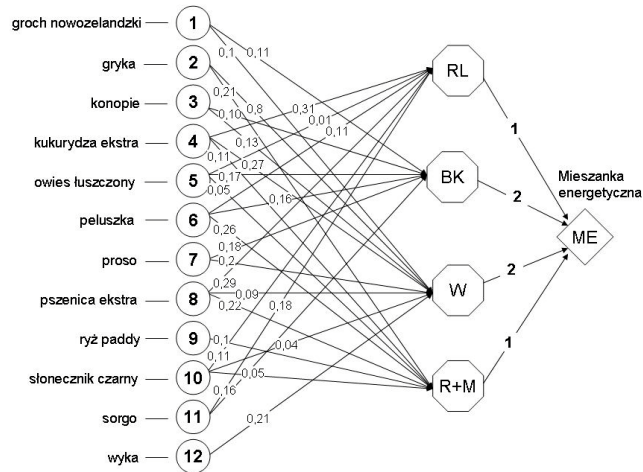 groch nowozelandzki
1
0,1
0,11
gryka
2
0,21
0,8
konopie
3
0,10
0,13
kukurydza ekstra
4
0,31
0,11
0,27
owies łuszczony
5
0,01
0,17
0,05
peluszka
6
0,11
0,16
0,26
proso
7
0,18
0,2
pszenica ekstra
8
0,29
0,09
0,22
0,18
ryż paddy
9
0,1
słonecznik czarny
10
0,11
0,04
0,05
sorgo
11
0,16
wyka
12
0,21
RL
BK
W
R+M
1
2
2
1
Mieszanka
energetyczna
ME